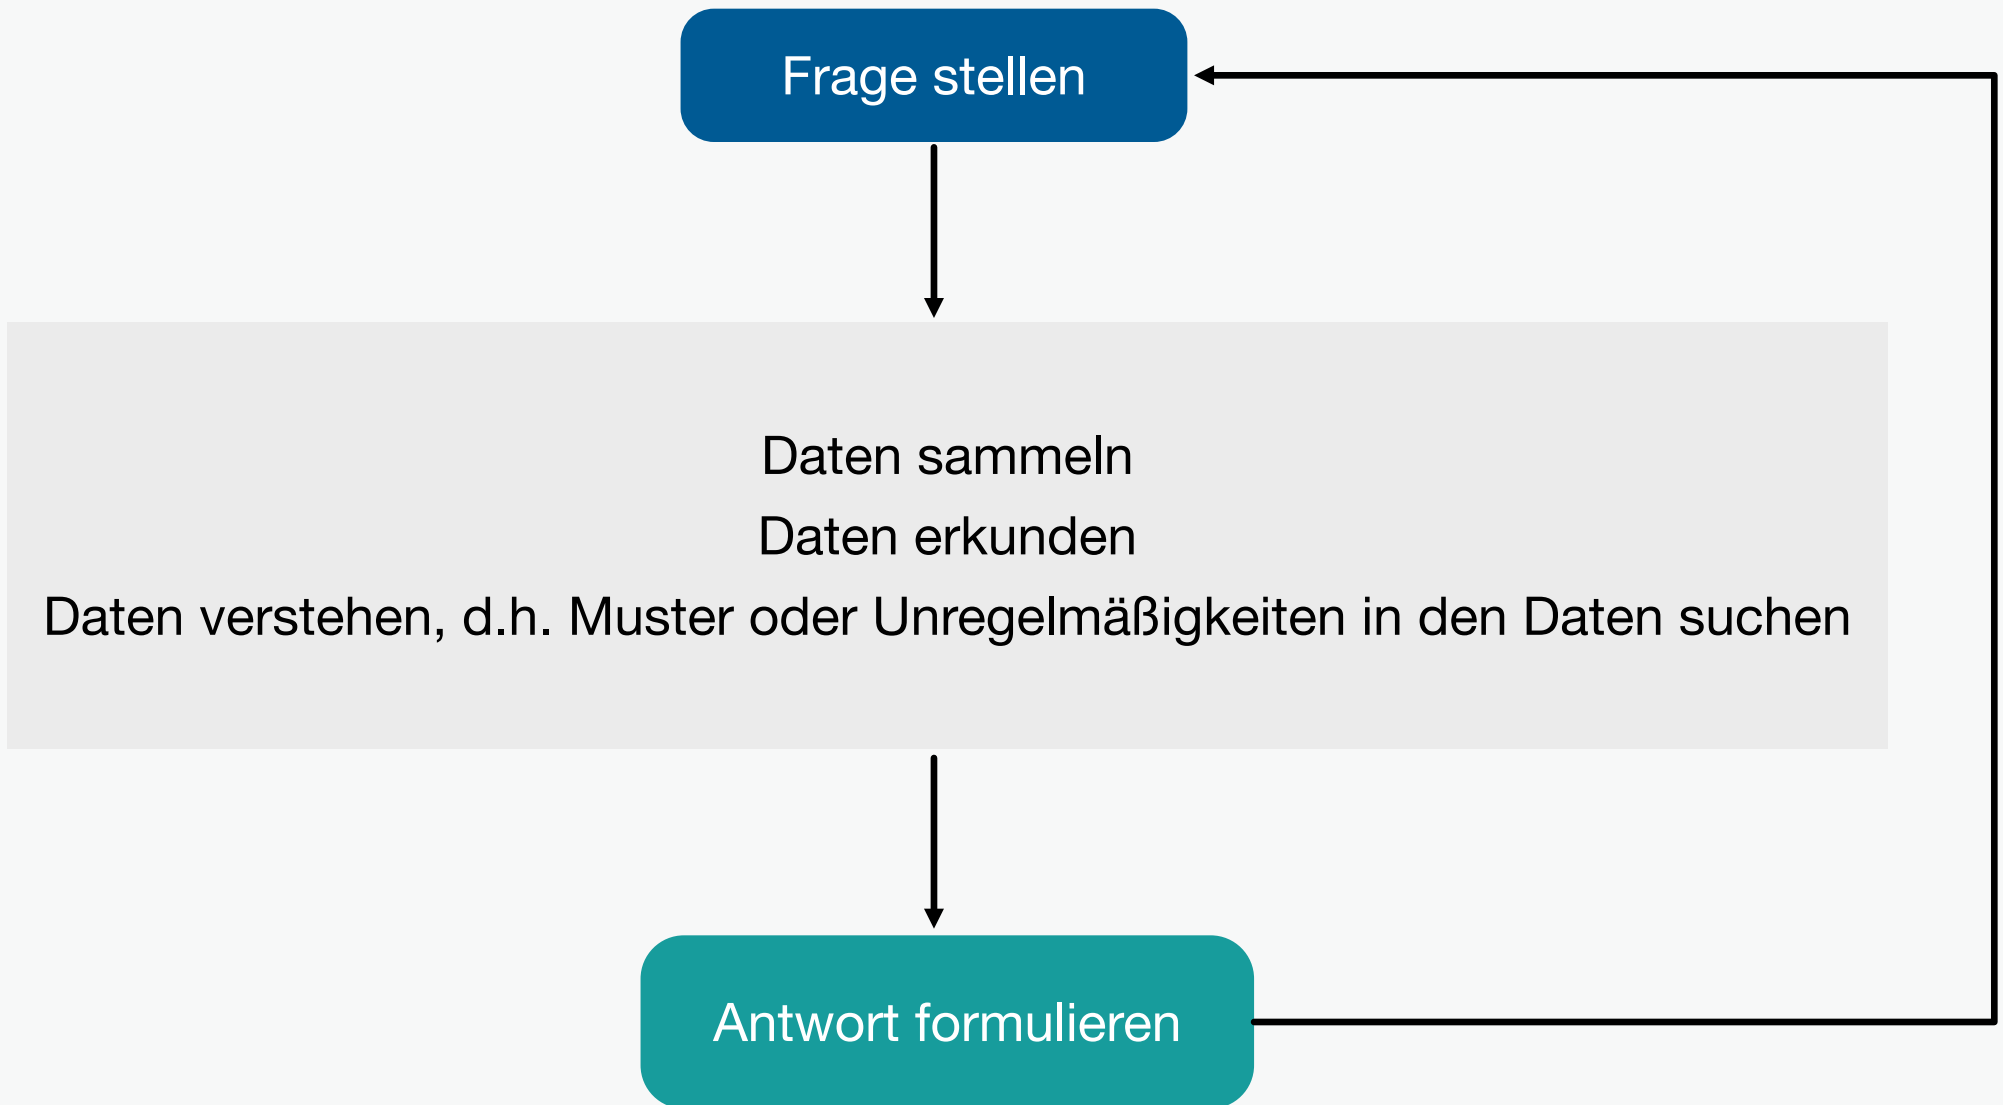 Frage stellen
Daten sammeln
Daten erkunden
Daten verstehen, d.h. Muster oder Unregelmäßigkeiten in den Daten suchen
Antwort formulieren